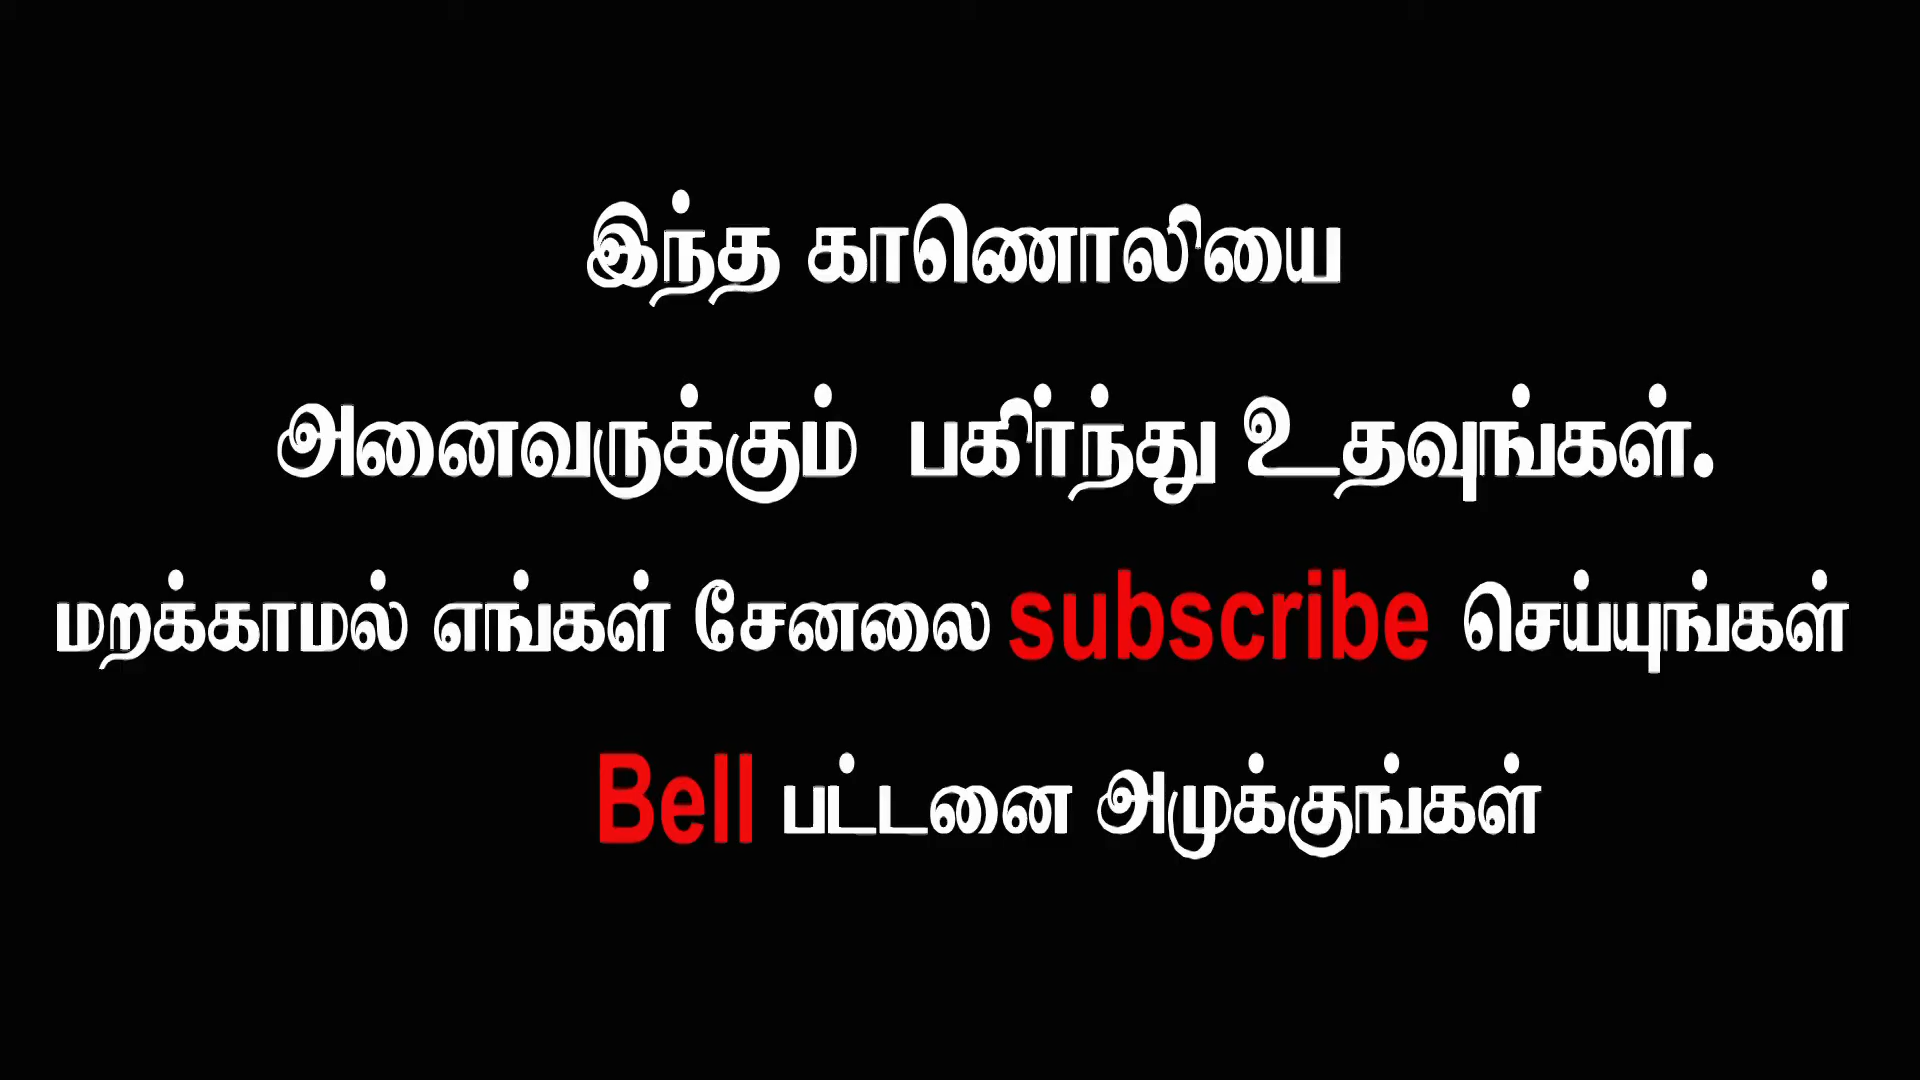 இந்த காணொலியை
அனைவருக்கும் பகிர்ந்து உதவுங்கள்.
மறக்காமல் எங்கள் சேனலை subscribe செய்யுங்கள்
Bell பட்டனை அழுக்குங்கள்